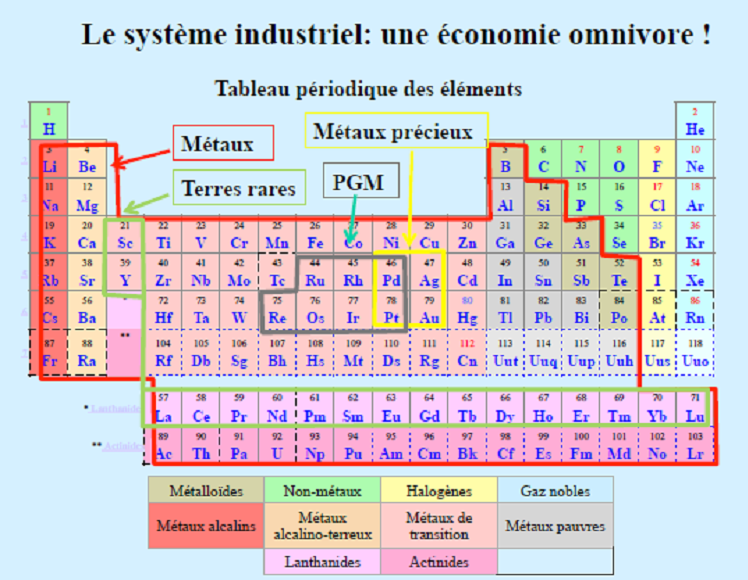 Le système industriel: une économie omnivore !
Tableau périodique des éléments
Métaux
Métaux précieux
Terres rares
PGM
1 2
H He
3 4 5 6 7 8 9 10
Li Be B C N O F Ne
11 12 13 14 15 16 17 18
Na Mg Al Si P S Cl Ar
19 20 21 22 23 24 25 26 27 28 29 30 31 32 33 34 35 36
K Ca Sc Ti V Cr Mn Fe Co Ni Cu Zn Ga Ge As Se Br Kr
37 38 39 40 41 42 43 44 45 46 47 48 49 50 51 52 53 54
Rb Sr Y Zr Nb Mo Tc Ru Rh Pd Ag Cd In Sn Sb Te I Xe
55 56 * 72 73 74 75 76 77 78 79 80 81 82 83 84 85 86
Cs Ba Hf Ta W Re Os Ir Pt Au Hg Tl Pb Bi Po At Rn
87 88 ** 104 105 106 107 108 109 110 111 112 113 114 115 116 117 118
Fr Ra Rf Db Sg Bh Hs Mt Ds Rg Cn Uut Uuq Uup Uuh Uus Uuo
57 58 59 60 61 62 63 64 65 66 67 68 69 70 71
* Lanthanides La Ce Pr Nd Pm Sm Eu Gd Tb Dy Ho Er Tm Yb Lu
89 90 91 92 93 94 95 96 97 98 99 100 101 102 103
** Actinides Ac Th Pa U Np Pu Am Cm Bk Cf Es Fm Md No Lr
Métalloïdes Non-métaux Halogènes Gaz nobles
Métaux alcalins Métaux alcalino-terreux Métaux de transition Métaux pauvres
Lanthanides Actinides